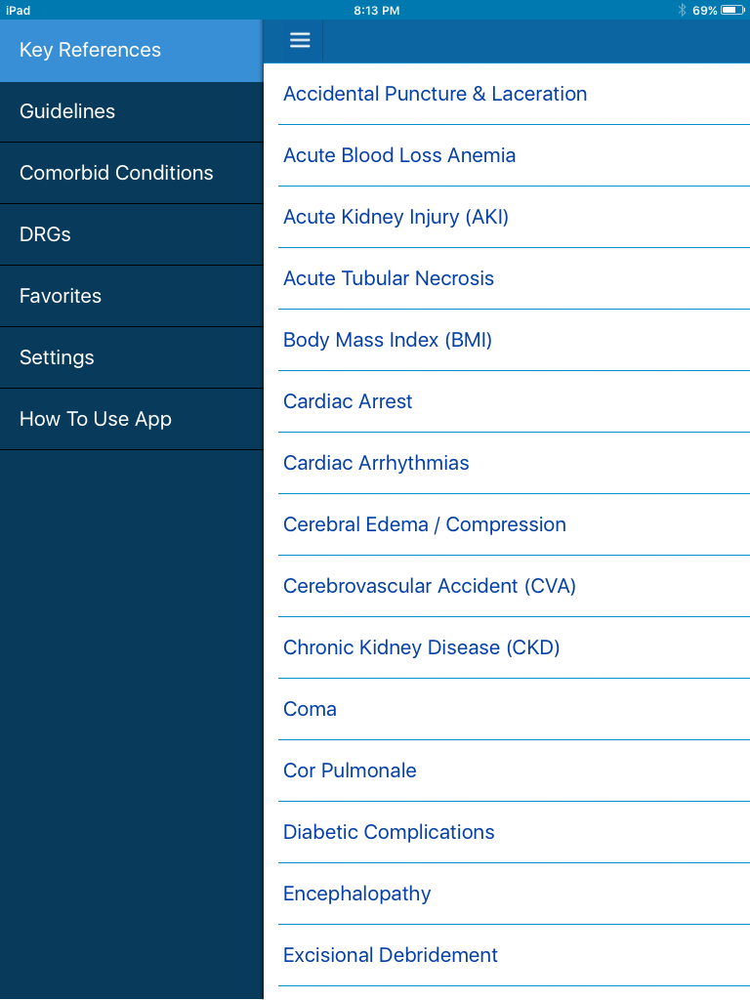 iPad 8:13 PM 69%
Key References
Guidelines
Comorbid Conditions
DRGs
Favorites
Settings
How To Use App
Accidental Puncture & Laceration
Acute Blood Loss Anemia
Acute Kidney Injury (AKI)
Acute Tubular Necrosis
Body Mass Index (BMI)
Cardiac Arrest
Cardiac Arrhythmias
Cerebral Edema / Compression
Cerebrovascular Accident (CVA)
Chronic Kidney Disease (CKD)
Coma
Cor Pulmonale
Diabetic Complications
Encephalopathy
Excisional Debridement